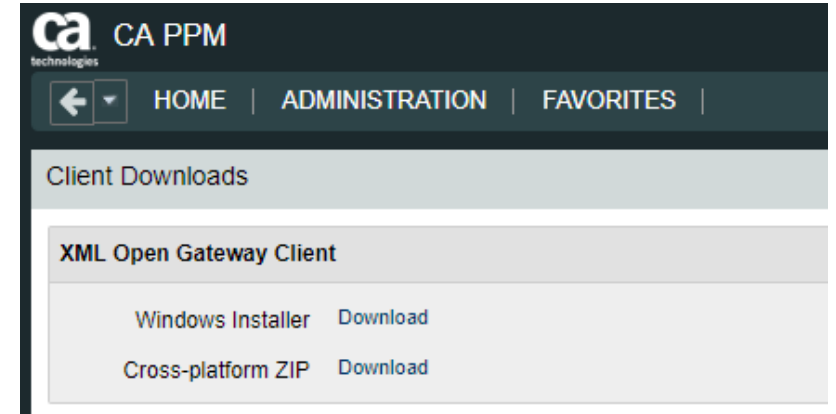 ca CA PPM
technologies
HOME | ADMINISTRATION | FAVORITES |
Client Downloads
XML Open Gateway Client
Windows Installer Download
Cross-platform ZIP Download